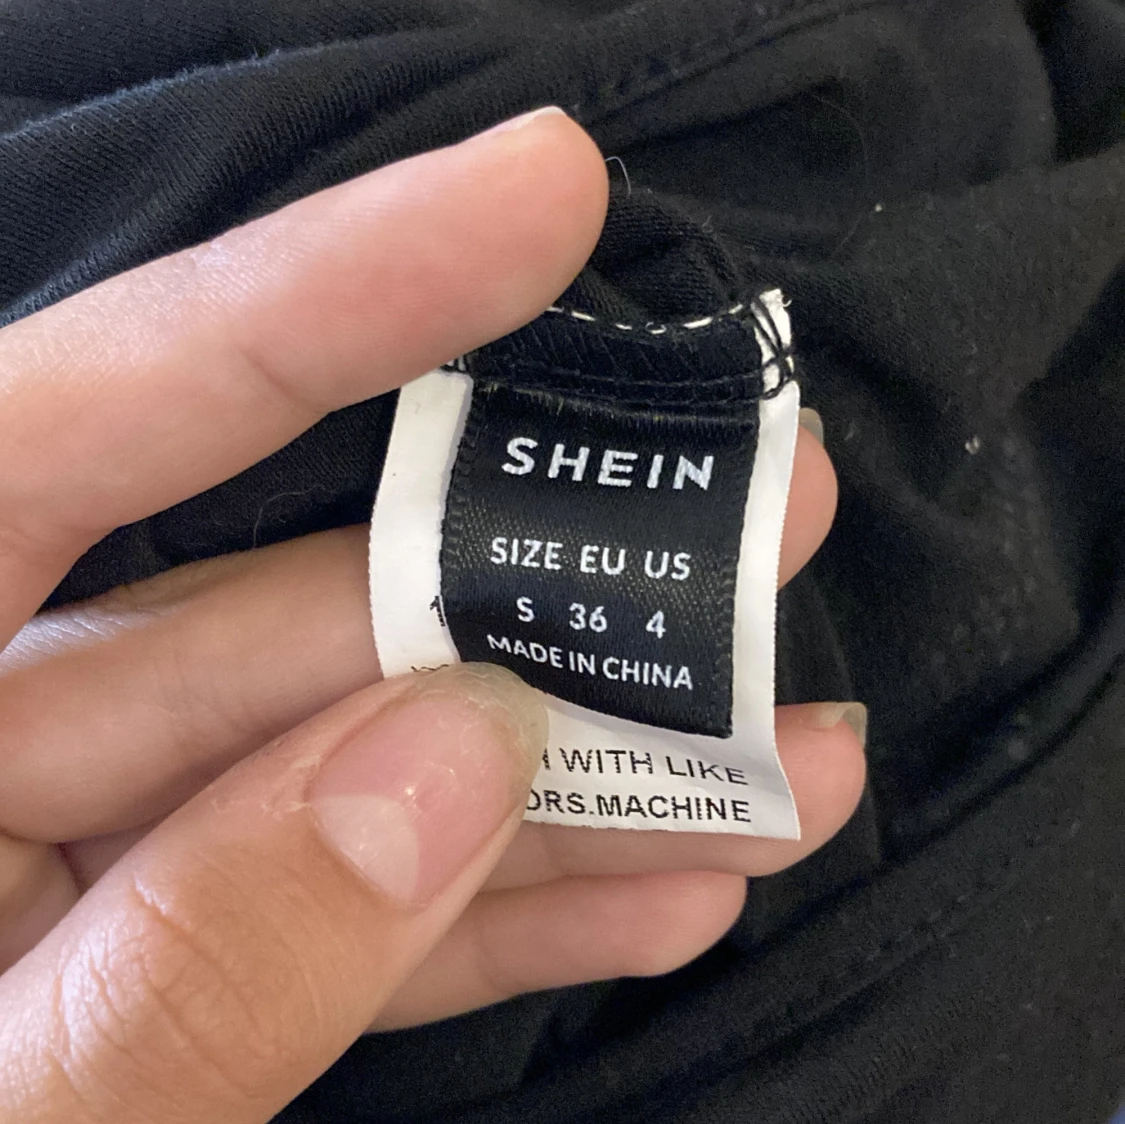 SHEIN
SIZE EU US
S 36 4
MADE IN CHINA
WITH LIKE
MACHINE